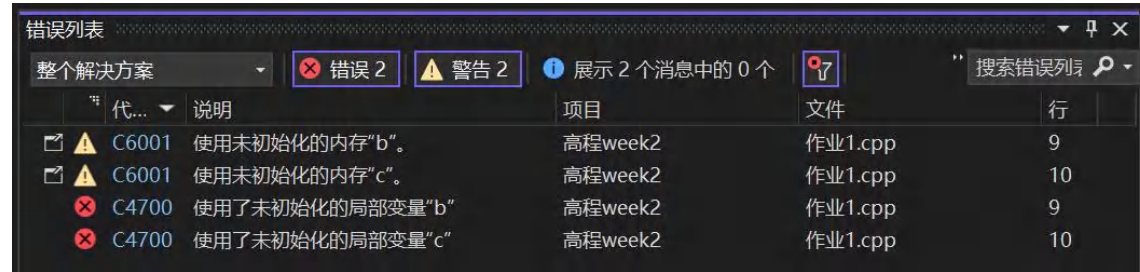 错误列表
整个解决方案 错误 2 警告 2 展示 2 个消息中的 0 个 搜索错误列表
代... 说明 项目 文件 行
C6001 使用未初始化的内存“b”。 高程week2 作业1.cpp 9
C6001 使用未初始化的内存“c”。 高程week2 作业1.cpp 10
C4700 使用了未初始化的局部变量“b” 高程week2 作业1.cpp 9
C4700 使用了未初始化的局部变量“c” 高程week2 作业1.cpp 10